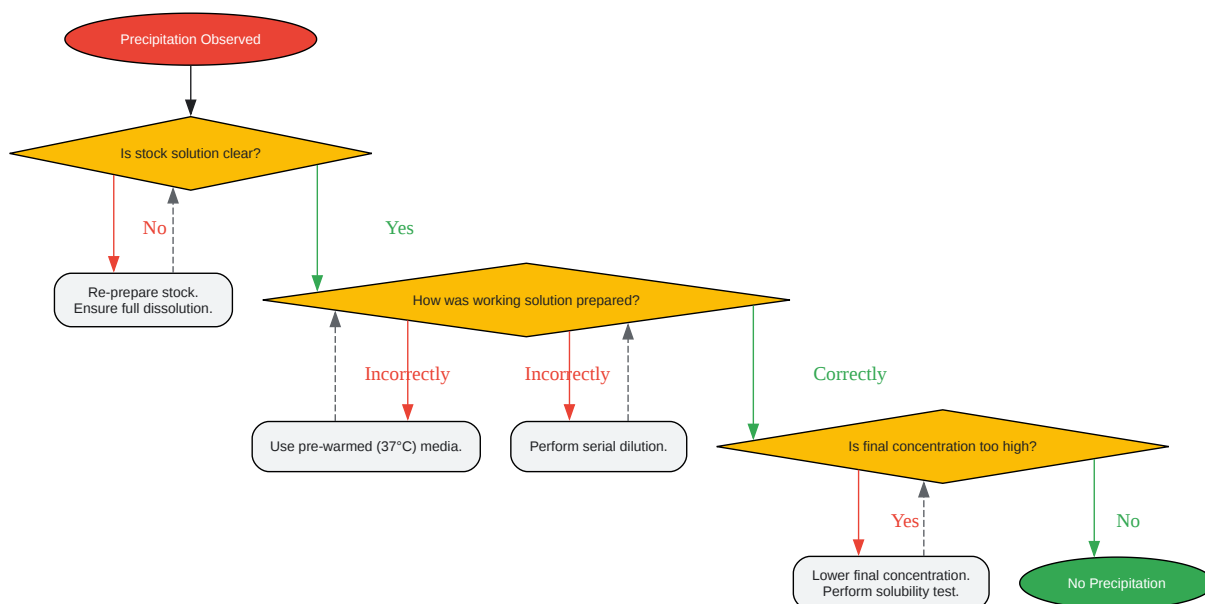 Precipitation Observed
Is stock solution clear?
No
Yes
Re-prepare stock.
Ensure full dissolution.
How was working solution prepared?
Incorrectly
Incorrectly
Correctly
Use pre-warmed (37°C) media.
Perform serial dilution.
Is final concentration too high?
Yes
No
Lower final concentration.
Perform solubility test.
No Precipitation